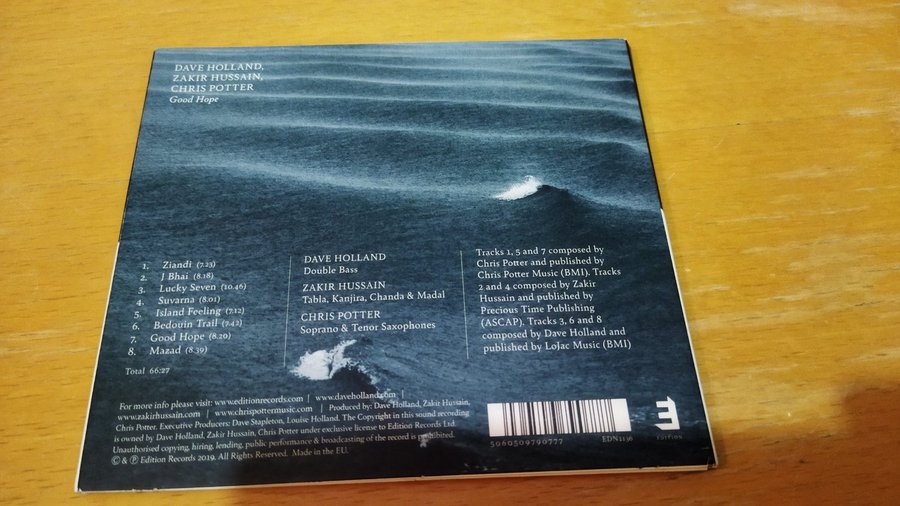 DAVE HOLLAND,
ZAKIR HUSSAIN,
CHRIS POTTER
Good Hope
1. Ziandi (7.23)
2. J Bhai (8.18)
3. Lucky Seven (10.46)
4. Suvarna (8.01)
5. Island Feeling (7.12)
6. Bedouin Trail (7.42)
7. Good Hope (8.20)
8. Mazad (8.39)
Total 66:27
DAVE HOLLAND
Double Bass
ZAKIR HUSSAIN
Tabla, Kanjira, Chanda & Madal
CHRIS POTTER
Soprano & Tenor Saxophones
Tracks 1, 5 and 7 composed by
Chris Potter and published by
Chris Potter Music (BMI). Tracks
2 and 4 composed by Zakir
Hussain and published by
Precious Time Publishing
(ASCAP). Tracks 3, 6 and 8
composed by Dave Holland and
published by LoJac Music (BMI)
For more info please visit: www.editionrecords.com | www.daveholland.com |
www.zakirhussain.com | www.chrispottermusic.com | Produced by: Dave Holland, Zakir Hussain,
Chris Potter. Executive Producers: Dave Stapleton, Louise Holland. The Copyright in this sound recording
is owned by Dave Holland, Zakir Hussain, Chris Potter under exclusive license to Edition Records Ltd.
Unauthorised copying, hiring, lending, public performance & broadcasting of the record is prohibited.
© & ℗ Edition Records 2019. All Rights Reserved. Made in the EU.
5060509790777
EDN1136
EDITION